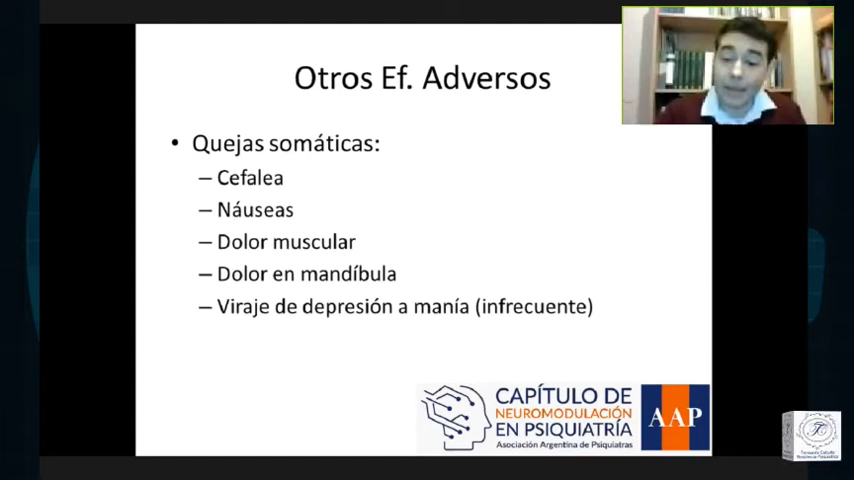 Otros Ef. Adversos
• Quejas somáticas:
– Cefalea
– Náuseas
– Dolor muscular
– Dolor en mandíbula
– Viraje de depresión a manía (infrecuente)
CAPÍTULO DE
NEUROMODULACIÓN
EN PSIQUIATRÍA
Asociación Argentina de Psiquiatras
AAP